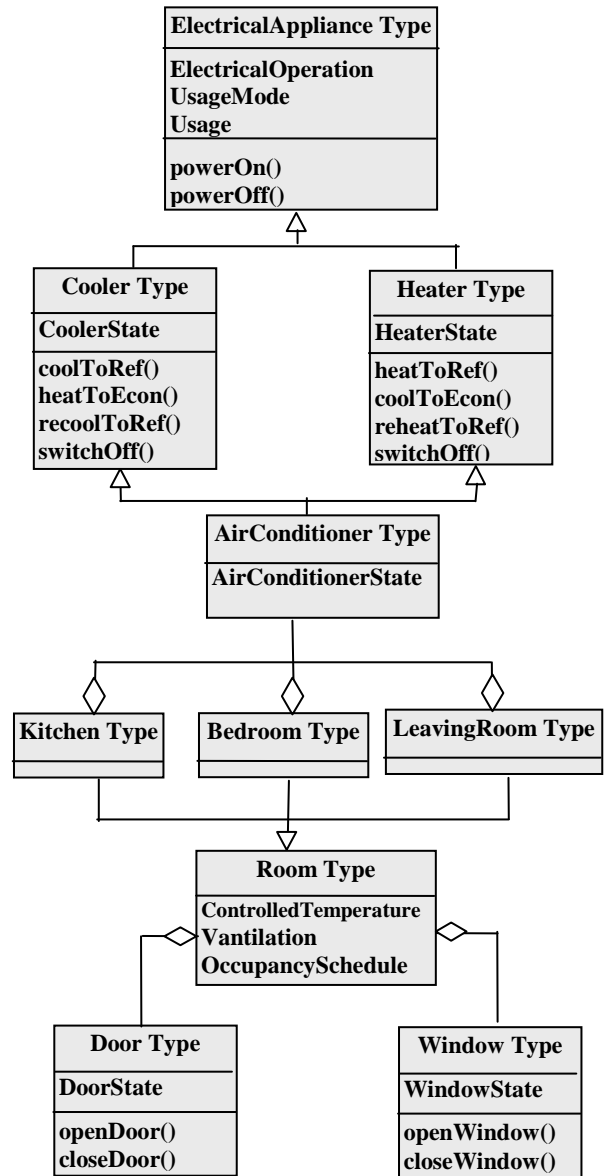 ElectricalAppliance Type
ElectricalOperation
UsageMode
Usage
powerOn()
powerOff()
Cooler Type
CoolerState
coolToRef()
heatToEcon()
recoolToRef()
switchOff()
Heater Type
HeaterState
heatToRef()
coolToEcon()
reheatToRef()
switchOff()
AirConditioner Type
AirConditionerState
Kitchen Type
Bedroom Type
LeavingRoom Type
Room Type
ControlledTemperature
Vantilation
OccupancySchedule
Door Type
DoorState
openDoor()
closeDoor()
Window Type
WindowState
openWindow()
closeWindow()